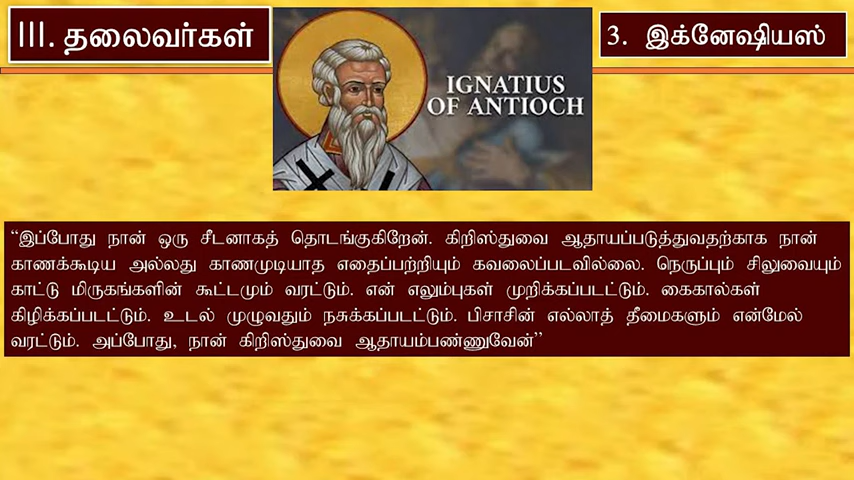 III. தலைவர்கள்
IGNATIUS
OF ANTIOCH
3. இக்னேஷியஸ்
“இப்போது நான் ஒரு சீடனாகத் தொடங்குகிறேன். கிறிஸ்துவை ஆதாயப்படுத்துவதற்காக நான்
காணக்கூடிய அல்லது காணமுடியாத எதைப்பற்றியும் கவலைப்படவில்லை. நெருப்பும் சிலுவையும்
காட்டு மிருகங்களின் கூட்டமும் வரட்டும். என் எலும்புகள் முறிக்கப்படட்டும். கைகால்கள்
கிழிக்கப்படட்டும். உடல் முழுவதும் நசுக்கப்படட்டும். பிசாசின் எல்லாத் தீமைகளும் என்மேல்
வரட்டும். அப்போது, நான் கிறிஸ்துவை ஆதாயம்பண்ணுவேன்”